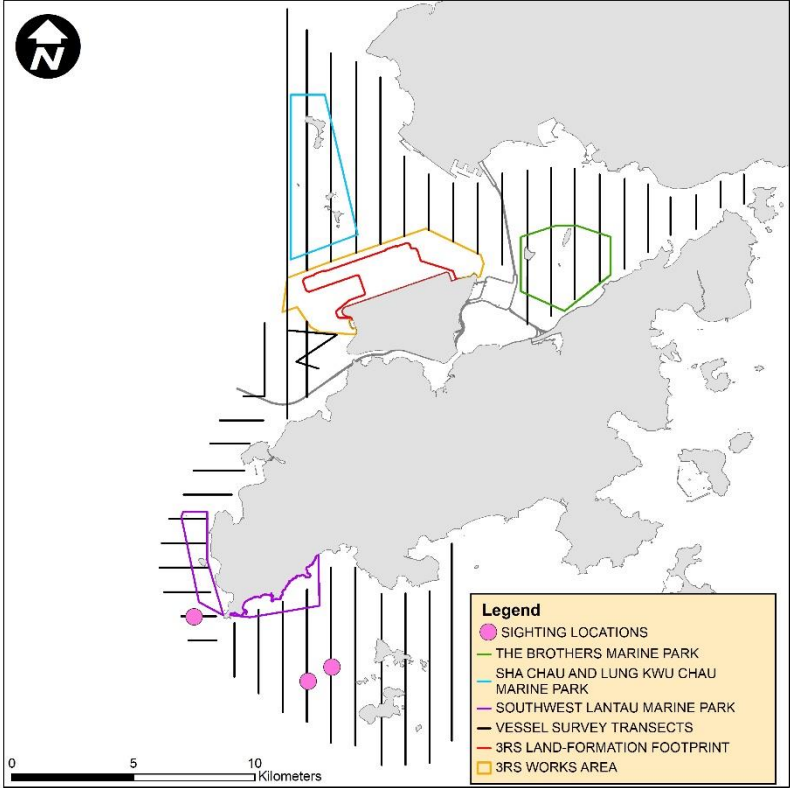 N
Legend
SIGHTING LOCATIONS
THE BROTHERS MARINE PARK
SHA CHAU AND LUNG KWU CHAU
MARINE PARK
SOUTHWEST LANTAU MARINE PARK
VESSEL SURVEY TRANSECTS
3RS LAND-FORMATION FOOTPRINT
3RS WORKS AREA
0 5 10
Kilometers